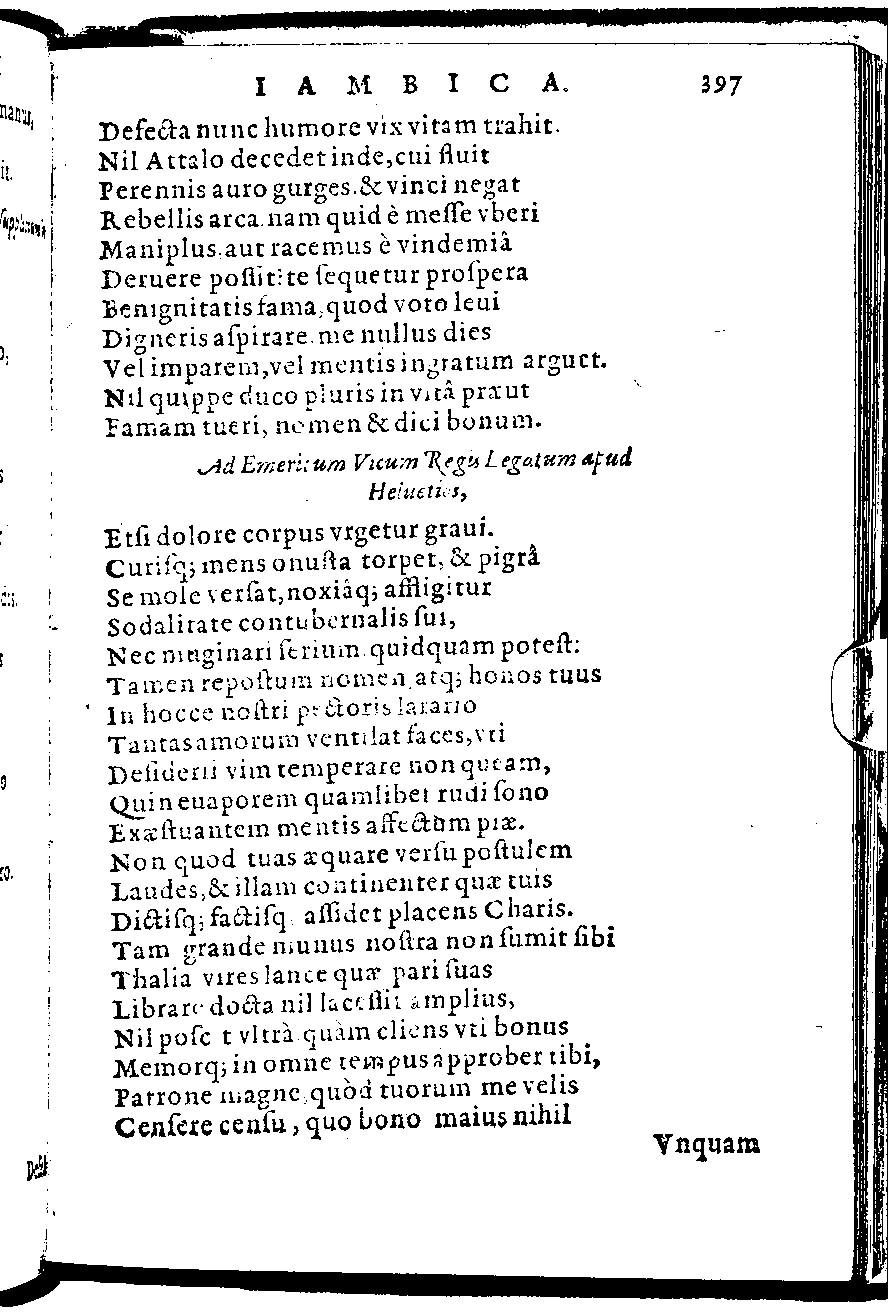 IAMBICA. 397
Defecta nunc humore vix vitam trahit.
Nil Attalo decedet inde, cui fluit
Perennis auro gurges. & vinci negat
Rebellis arca. nam quid è messe vberi
Maniplus, aut racemus è vindemiâ
Deruere possit: te sequetur prospera
Benignitatis fama, quod voto leui
Digneris aspirare. me nullus dies
Vel imparem, vel mentis ingratum arguet.
Nil quippe duco pluris in vitâ præut
Famam tueri, nomen & dici bonum.
Ad Emericum Vicum Regis Legatum apud
Heluetios,
Etsi dolore corpus vrgetur graui.
Curisq; mens onusta torpet, & pigrâ
Se mole versat, noxiâq; affligitur
Sodalitate contubernalis sui,
Nec imaginari serium quidquam potest:
Tamen repostum nomen, atq; honos tuus
In hocce nostri pectoris larario
Tantas amorum ventilat faces, vti
Desiderii vim temperare non queam,
Quin euaporem quamlibet rudi sono
Exæstuantem mentis affectum piæ.
Non quod tuas æquare versu postulem
Laudes, & illam continenter quæ tuis
Dictisq; factisq assidet placens Charis.
Tam grande munus nostra non sumit sibi
Thalia vires lance quæ pari suas
Librare docta nil lacessit amplius,
Nil poscit vltrà quàm cliens vti bonus
Memorq; in omne tempus approber tibi,
Patrone magne, quòd tuorum me velis
Censere censu, quo bono maius nihil
Vnquam